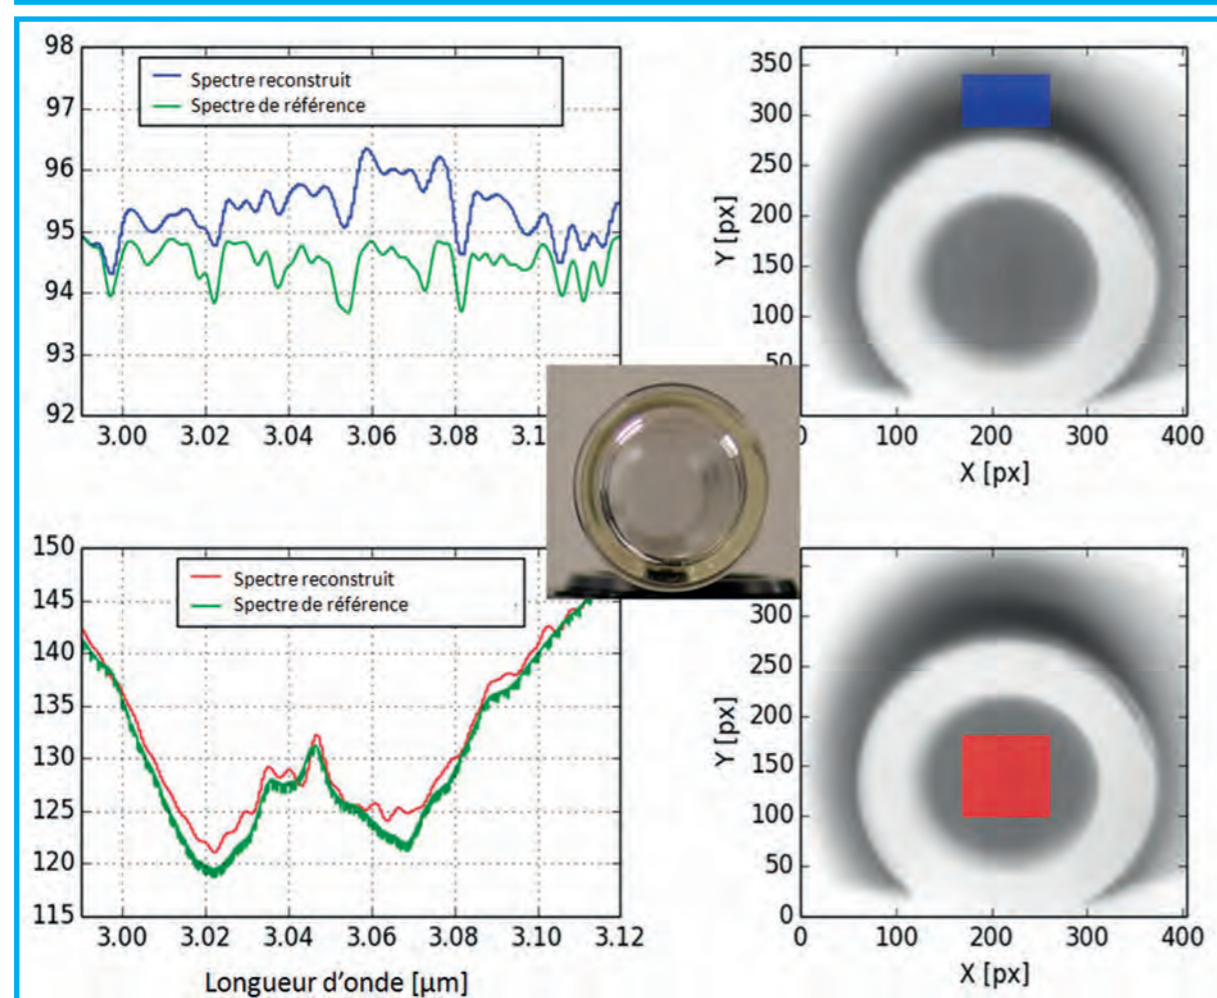 98
97
96
95
94
93
92
Spectre reconstruit
Spectre de référence
3.00 3.02 3.04 3.06 3.08 3.1
350
300
250
200
150
100
50
Y [px]
100 200 300 400
X [px]
150
145
140
135
130
125
120
115
Spectre reconstruit
Spectre de référence
3.00 3.02 3.04 3.06 3.08 3.10 3.12
Longueur d'onde [µm]
350
300
250
200
150
100
50
0
Y [px]
0 100 200 300 400
X [px]